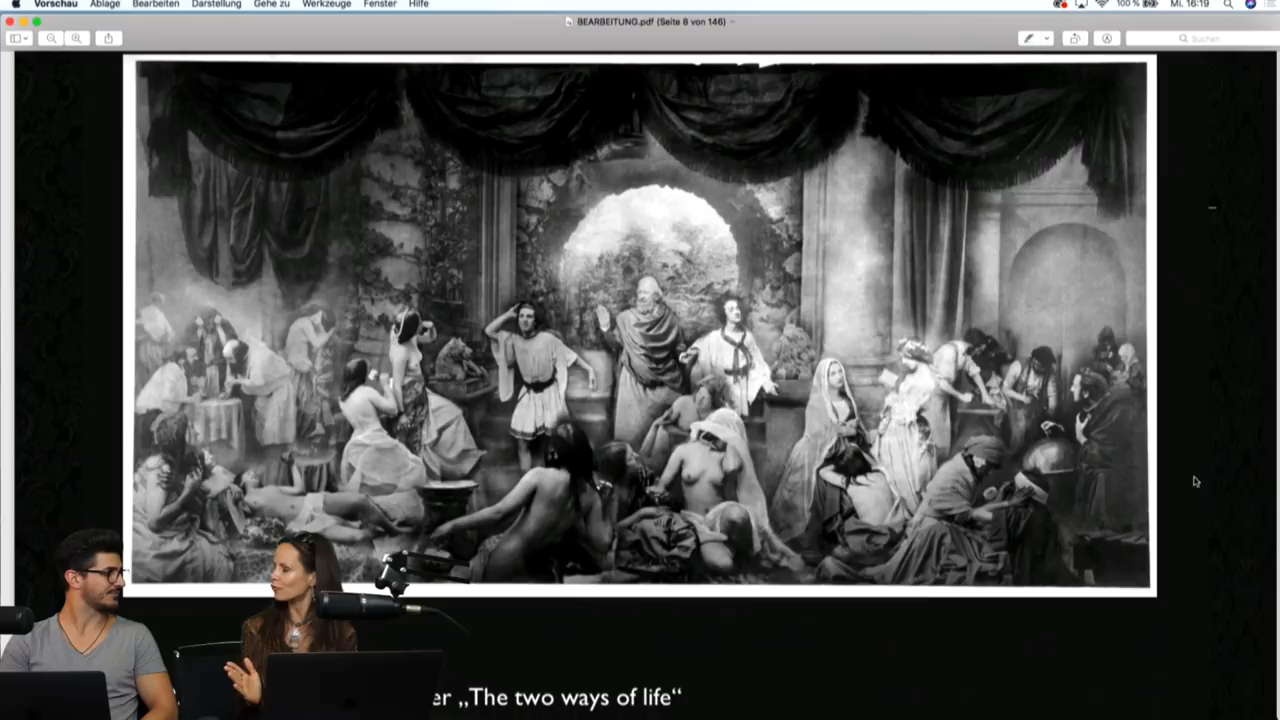 Vorschau Ablage Bearbeiten Darstellung Gehe zu Werkzeuge Fenster Hilfe 100 % Mi. 16:19
BEARBEITUNG.pdf (Seite 8 von 146)
Suchen
er „The two ways of life“